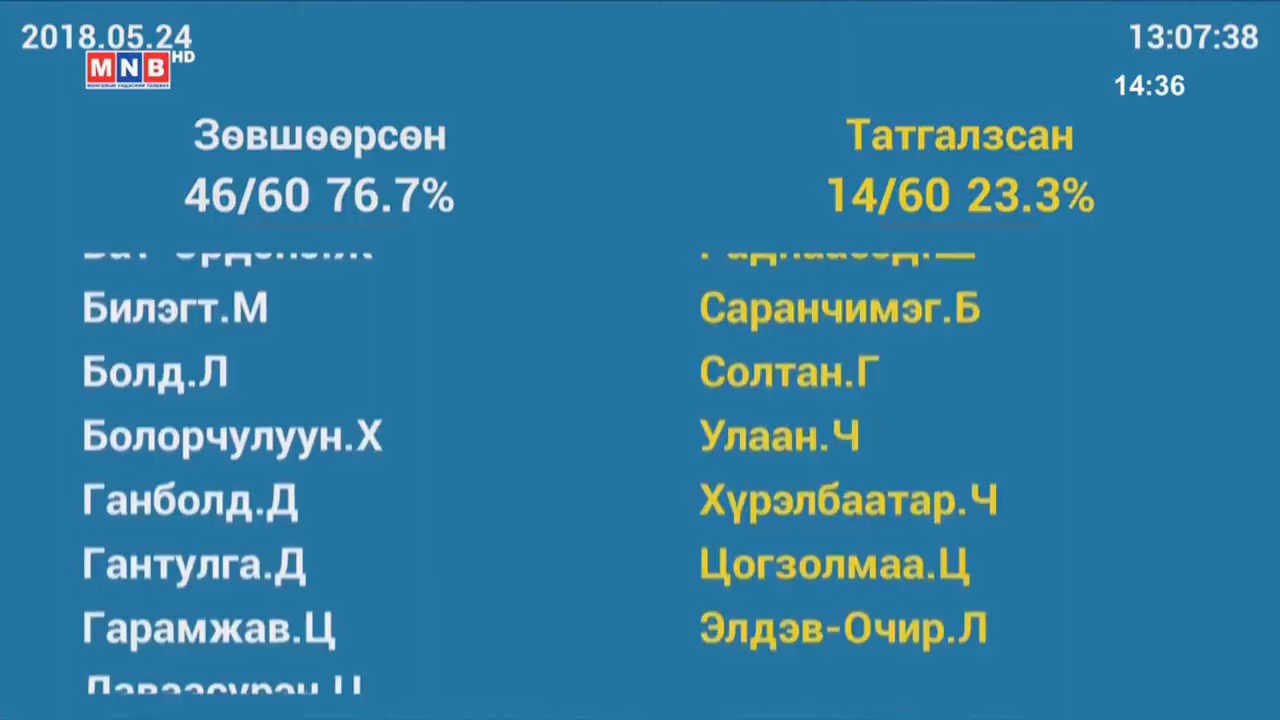 2018.05.24
13:07:38
MNB HD
14:36
Зөвшөөрсөн
46/60 76.7%
Татгалзсан
14/60 23.3%
Билэгт.М
Болд.Л
Болорчулуун.Х
Ганболд.Д
Гантулга.Д
Гарамжав.Ц
Саранчимэг.Б
Солтан.Г
Улаан.Ч
Хүрэлбаатар.Ч
Цогзолмаа.Ц
Элдэв-Очир.Л